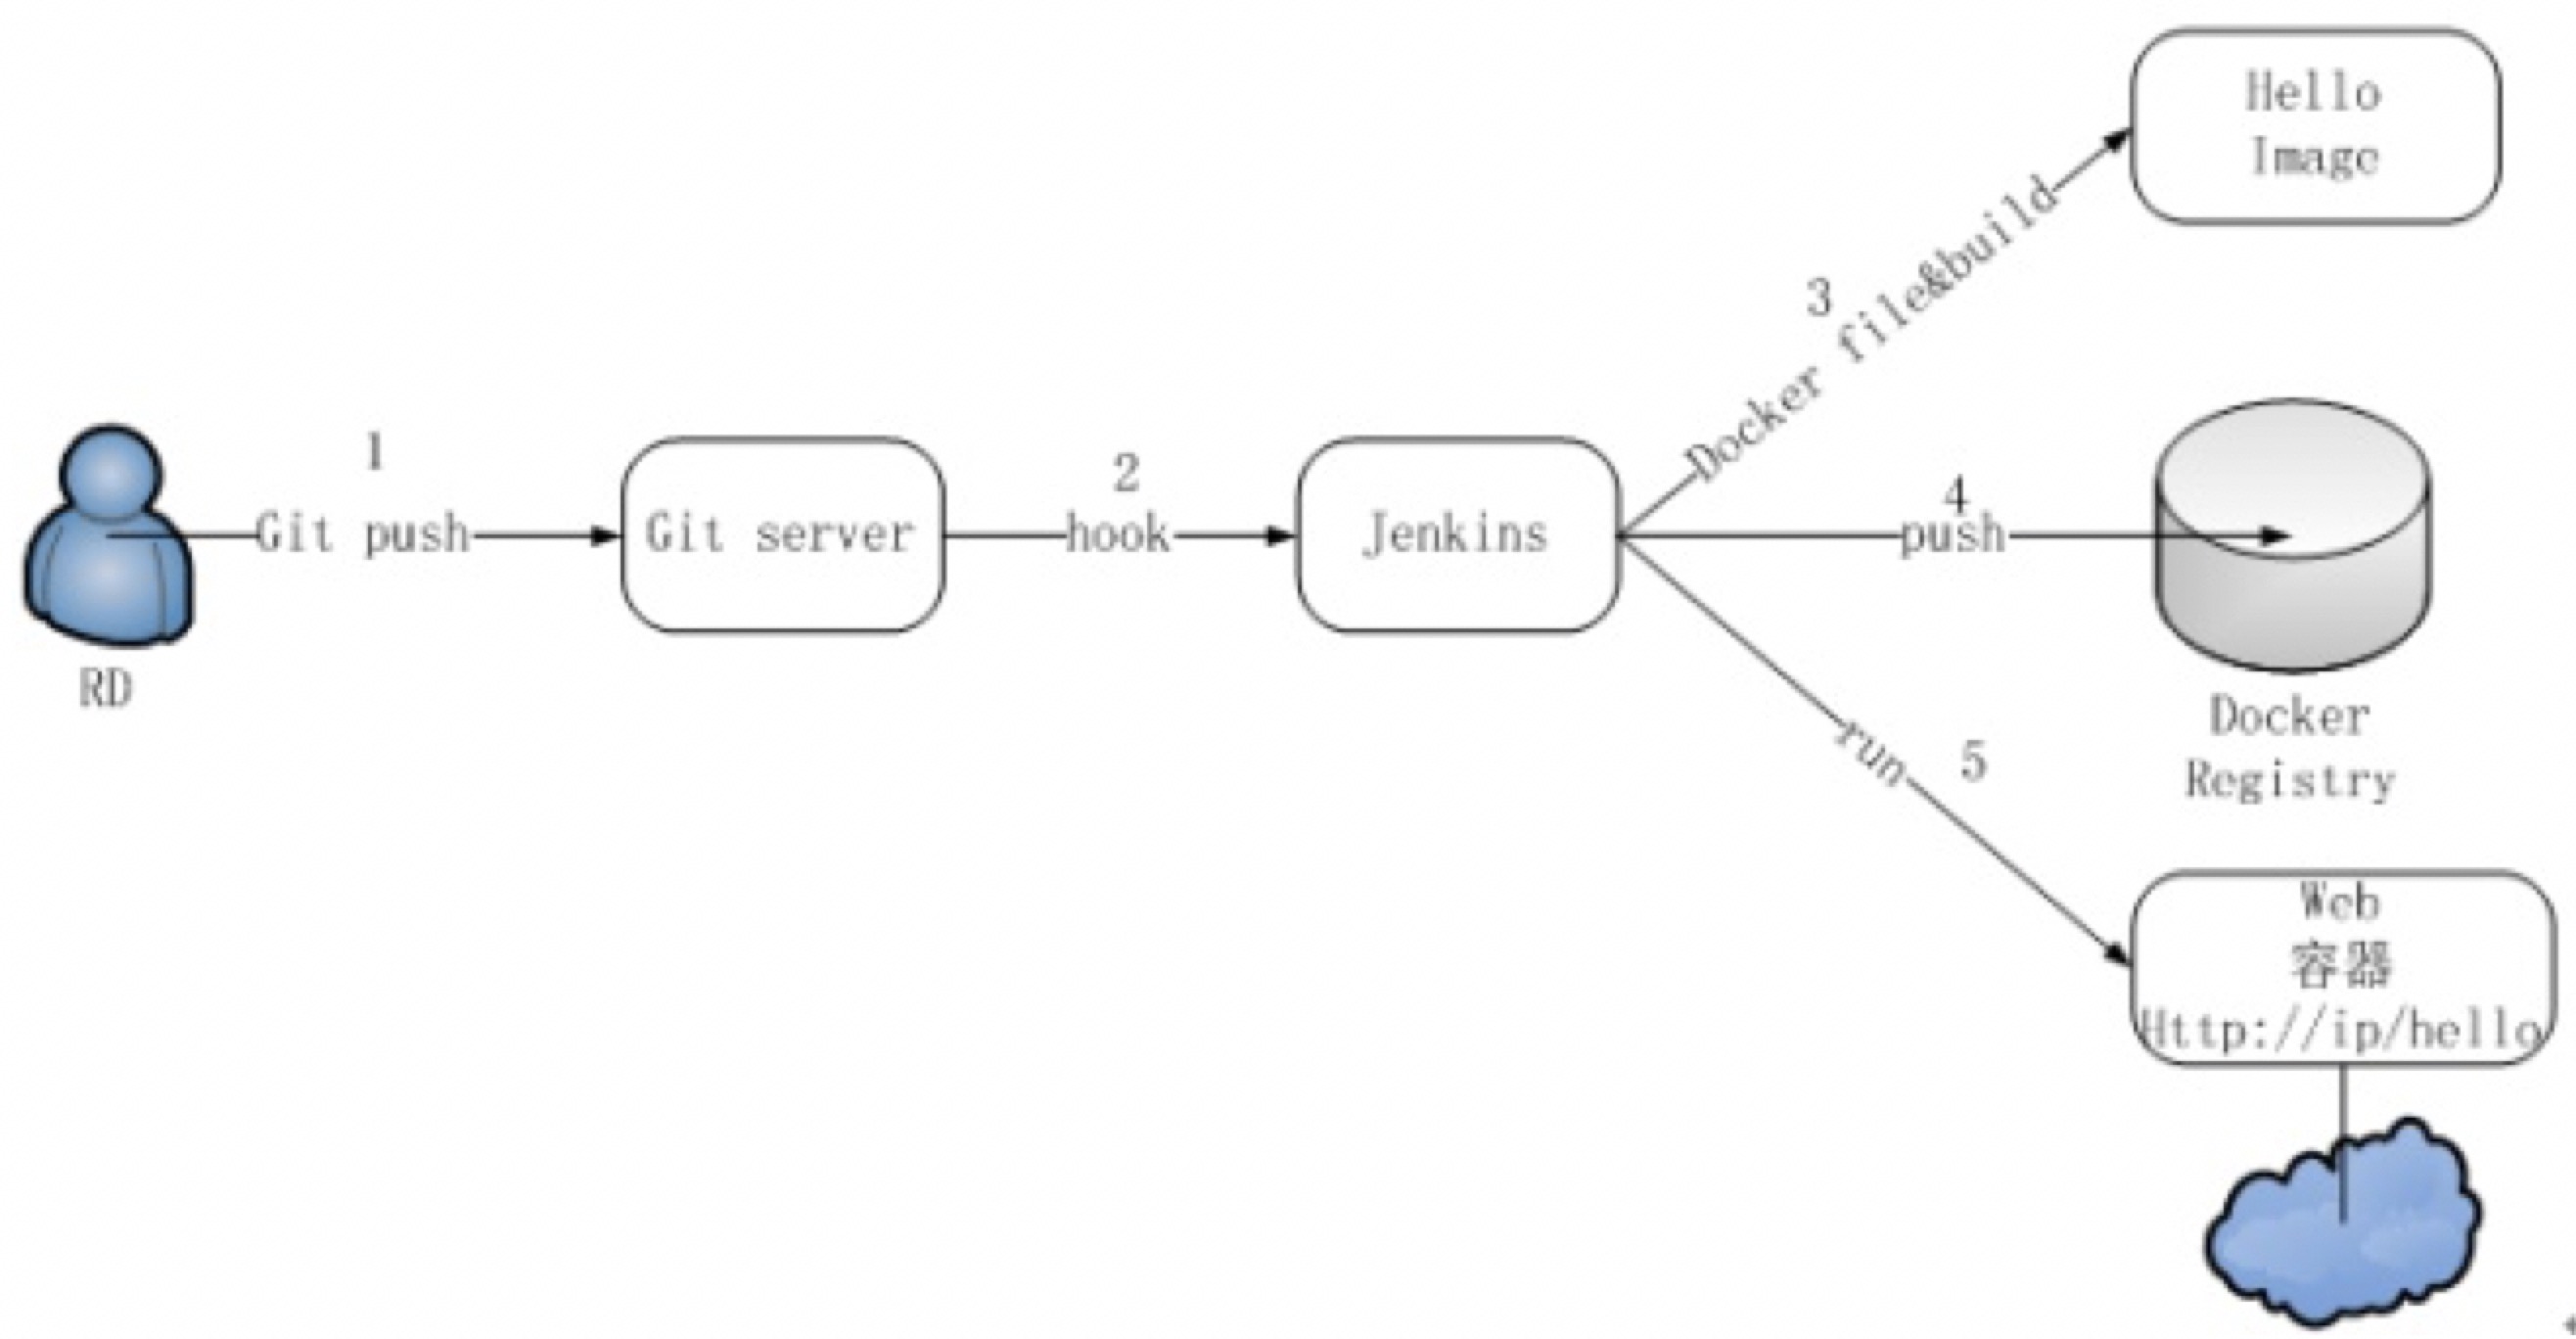 1
Git push
RD
Git server
2
hook
Jenkins
3
Docker file&build
Hello
Image
4
push
Docker
Registry
run
5
Web
容器
Http://ip/hello